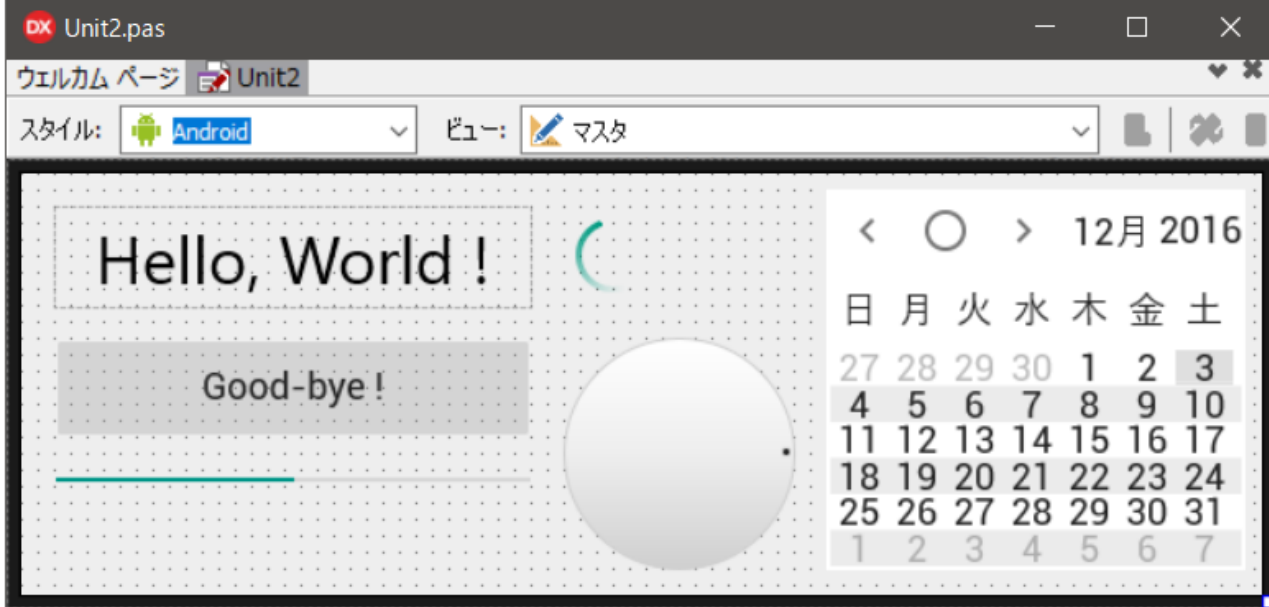 DX Unit2.pas
ウェルカム ページ Unit2
スタイル: Android ビュー: マスタ
Hello, World !
Good-bye !
12月 2016
日 月 火 水 木 金 土
27 28 29 30 1 2 3
4 5 6 7 8 9 10
11 12 13 14 15 16 17
18 19 20 21 22 23 24
25 26 27 28 29 30 31
1 2 3 4 5 6 7